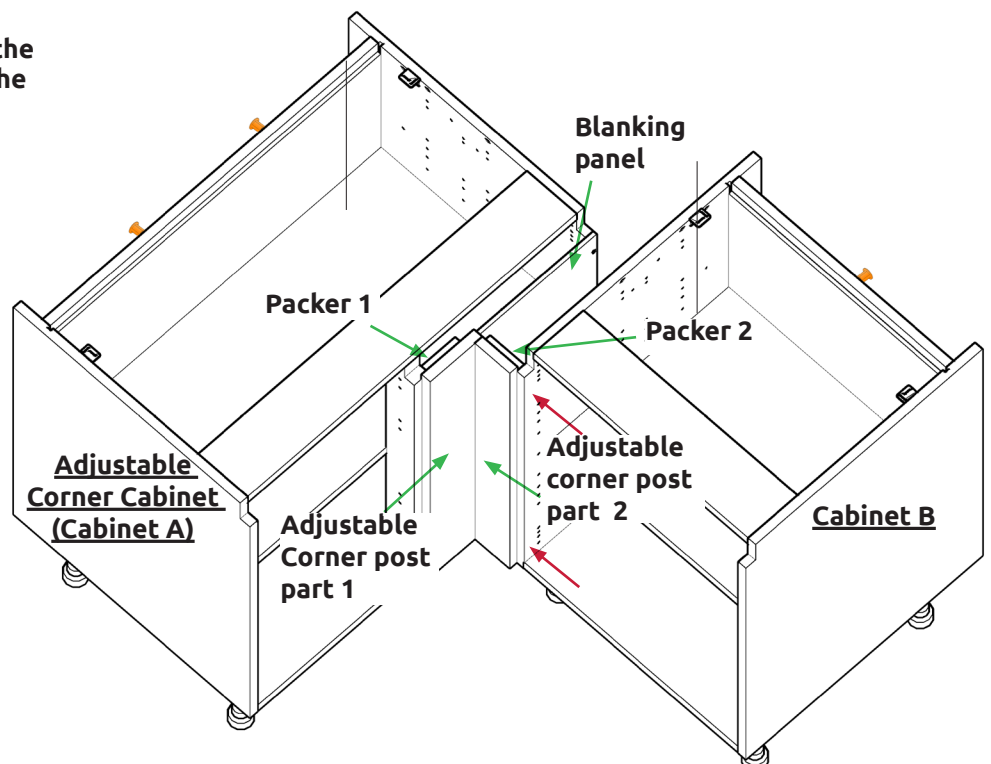 the
he
Blanking
panel
Packer 1
Packer 2
Adjustable
Corner Cabinet
(Cabinet A)
Adjustable
Corner post
part 1
Adjustable
corner post
part 2
Cabinet B